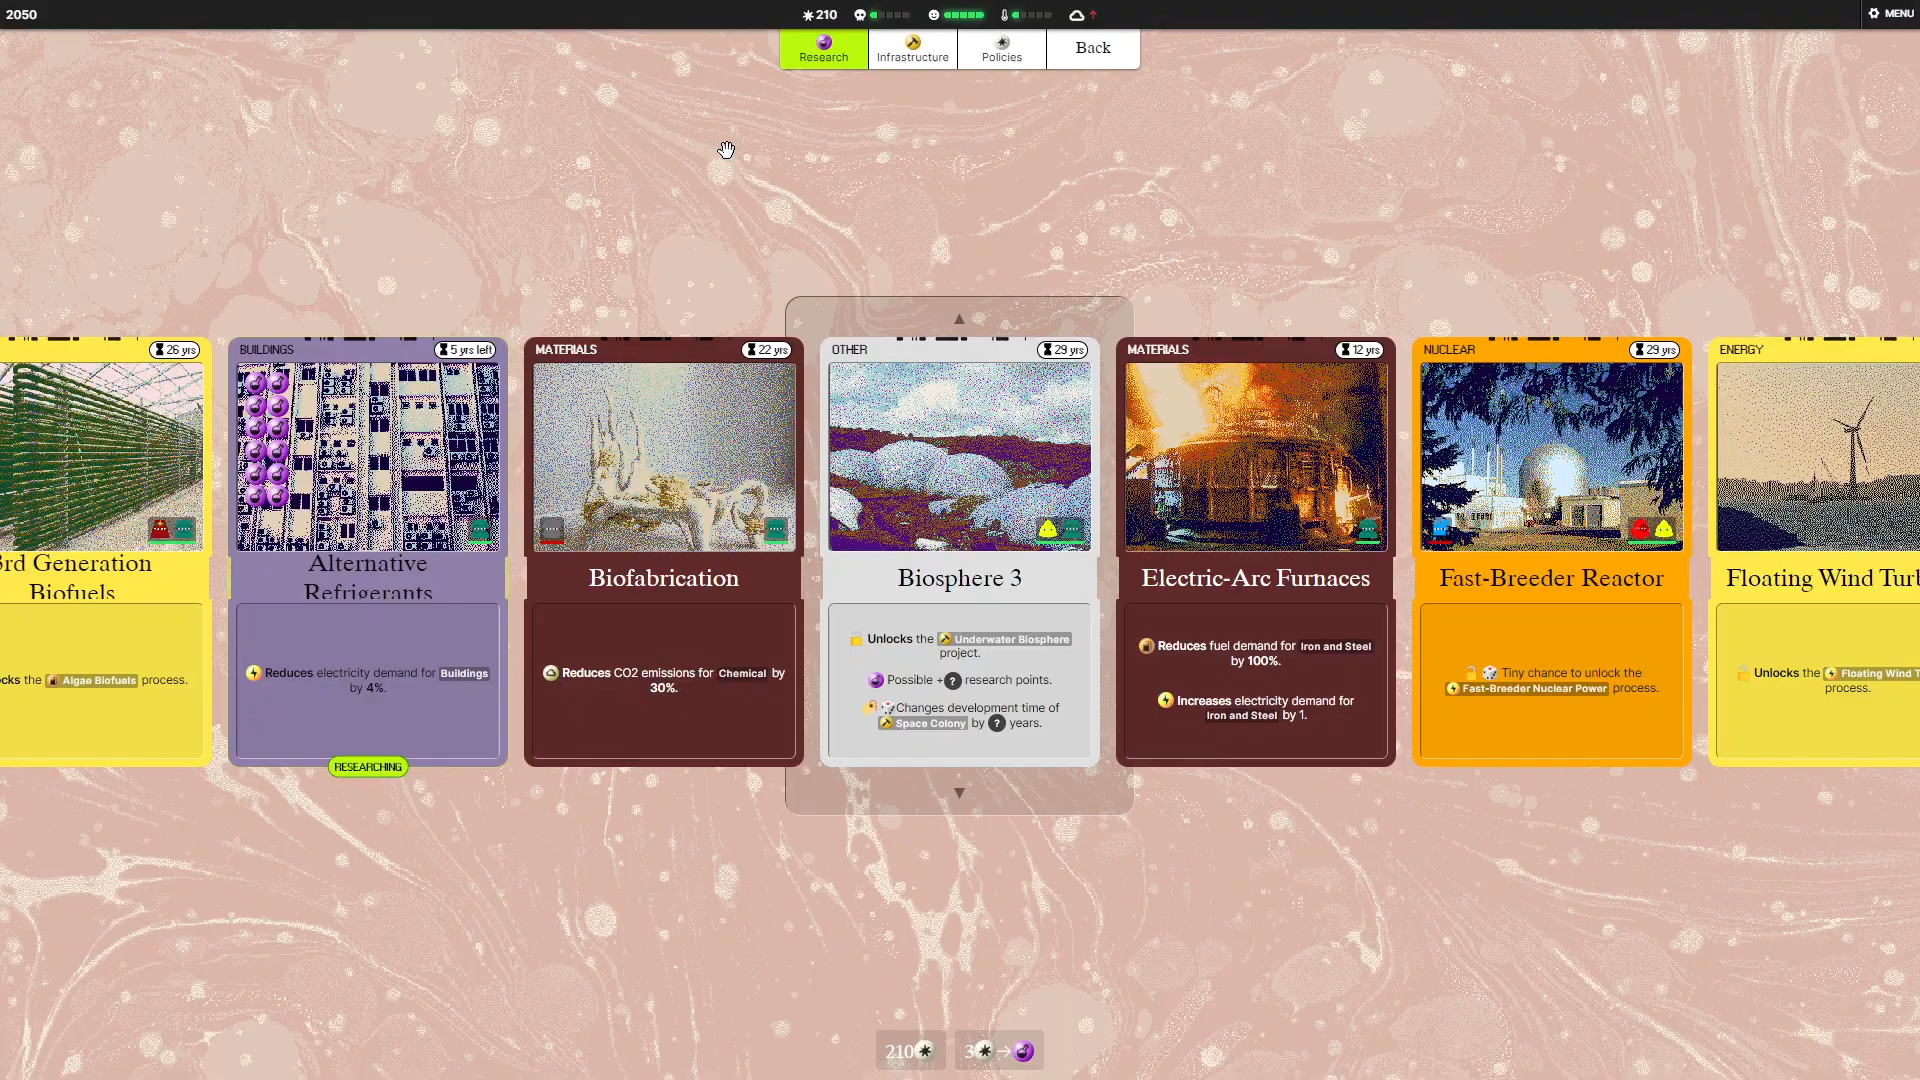 2050
210
MENU
Research
Infrastructure
Policies
Back
26 yrs
3rd Generation
Biofuels
cks the Algae Biofuels process.
BUILDINGS
5 yrs left
Alternative
Refrigerants
Reduces electricity demand for Buildings
by 4%.
RESEARCHING
MATERIALS
22 yrs
Biofabrication
Reduces CO2 emissions for Chemical by
30%.
OTHER
29 yrs
Biosphere 3
Unlocks the Underwater Biosphere
project.
Possible +? research points.
Changes development time of
Space Colony by ? years.
MATERIALS
12 yrs
Electric-Arc Furnaces
Reduces fuel demand for Iron and Steel
by 100%.
Increases electricity demand for
Iron and Steel by 1.
NUCLEAR
29 yrs
Fast-Breeder Reactor
Tiny chance to unlock the
Fast-Breeder Nuclear Power process.
ENERGY
Floating Wind Turb
Unlocks the Floating Wind T
process.
210
3 →